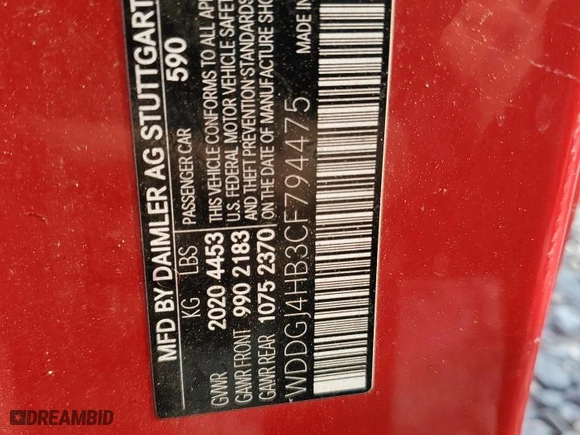 MFD BY DAIMLER AG STUTTGART
590
KG LBS PASSENGER CAR
GVWR 2020 4453 THIS VEHICLE CONFORMS TO ALL APP
GAWR FRONT 990 2183 U.S. FEDERAL MOTOR VEHICLE SAFET
GAWR REAR 1075 2370 AND THEFT PREVENTION STANDARDS
ON THE DATE OF MANUFACTURE SHO
MADE IN
WDDGJ4HB3CF794475
DREAMBID